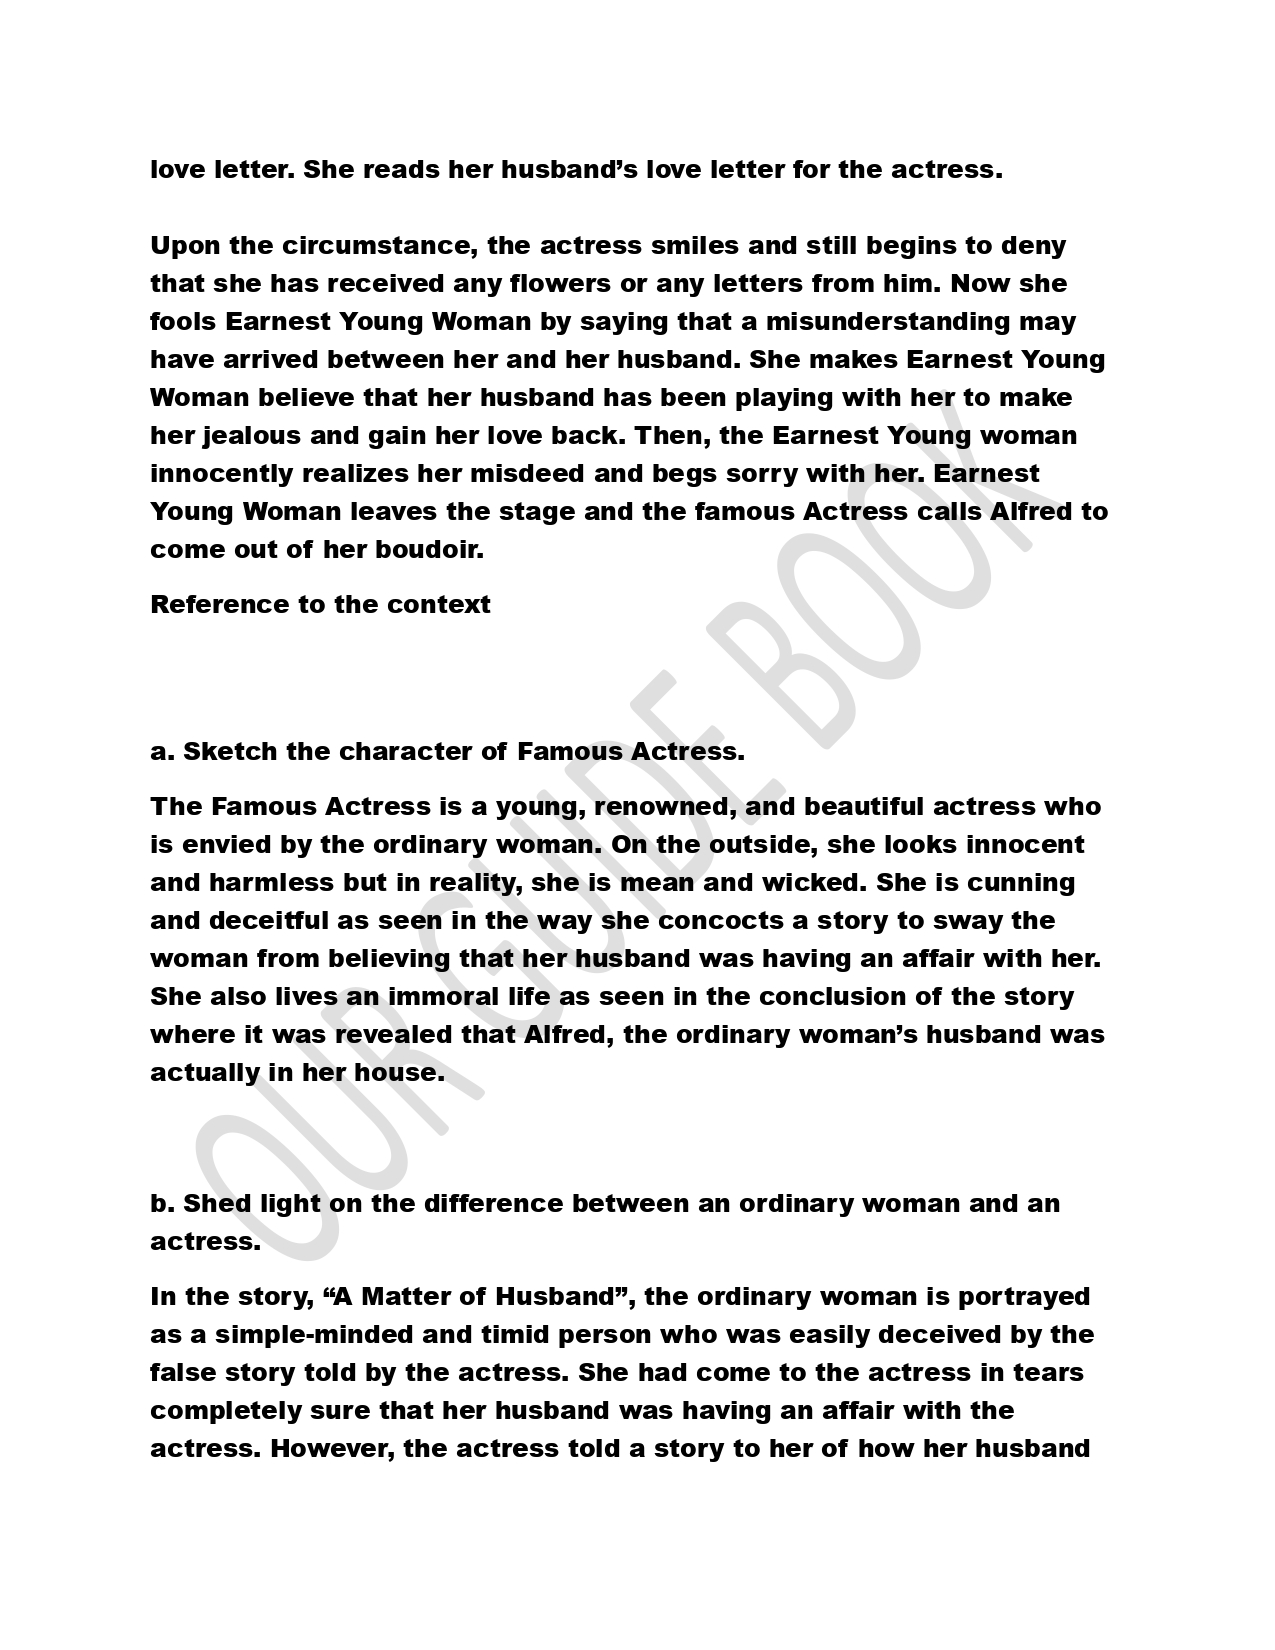 love letter. She reads her husband’s love letter for the actress.
Upon the circumstance, the actress smiles and still begins to deny
that she has received any flowers or any letters from him. Now she
fools Earnest Young Woman by saying that a misunderstanding may
have arrived between her and her husband. She makes Earnest Young
Woman believe that her husband has been playing with her to make
her jealous and gain her love back. Then, the Earnest Young woman
innocently realizes her misdeed and begs sorry with her. Earnest
Young Woman leaves the stage and the famous Actress calls Alfred to
come out of her boudoir.
Reference to the context
a. Sketch the character of Famous Actress.
The Famous Actress is a young, renowned, and beautiful actress who
is envied by the ordinary woman. On the outside, she looks innocent
and harmless but in reality, she is mean and wicked. She is cunning
and deceitful as seen in the way she concocts a story to sway the
woman from believing that her husband was having an affair with her.
She also lives an immoral life as seen in the conclusion of the story
where it was revealed that Alfred, the ordinary woman’s husband was
actually in her house.
b. Shed light on the difference between an ordinary woman and an
actress.
In the story, “A Matter of Husband”, the ordinary woman is portrayed
as a simple-minded and timid person who was easily deceived by the
false story told by the actress. She had come to the actress in tears
completely sure that her husband was having an affair with the
actress. However, the actress told a story to her of how her husband
OUR GUIDE BOOK